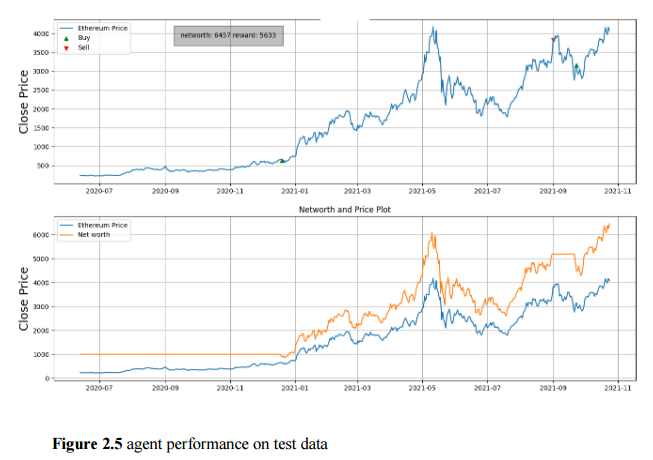 Ethereum Price
Buy
Sell
networth: 6457 reward: 5633
Close Price
4000
3500
3000
2500
2000
1500
1000
500
2020-07 2020-09 2020-11 2021-01 2021-03 2021-05 2021-07 2021-09 2021-11
Networth and Price Plot
Ethereum Price
Net worth
Close Price
6000
5000
4000
3000
2000
1000
0
2020-07 2020-09 2020-11 2021-01 2021-03 2021-05 2021-07 2021-09 2021-11
Figure 2.5 agent performance on test data